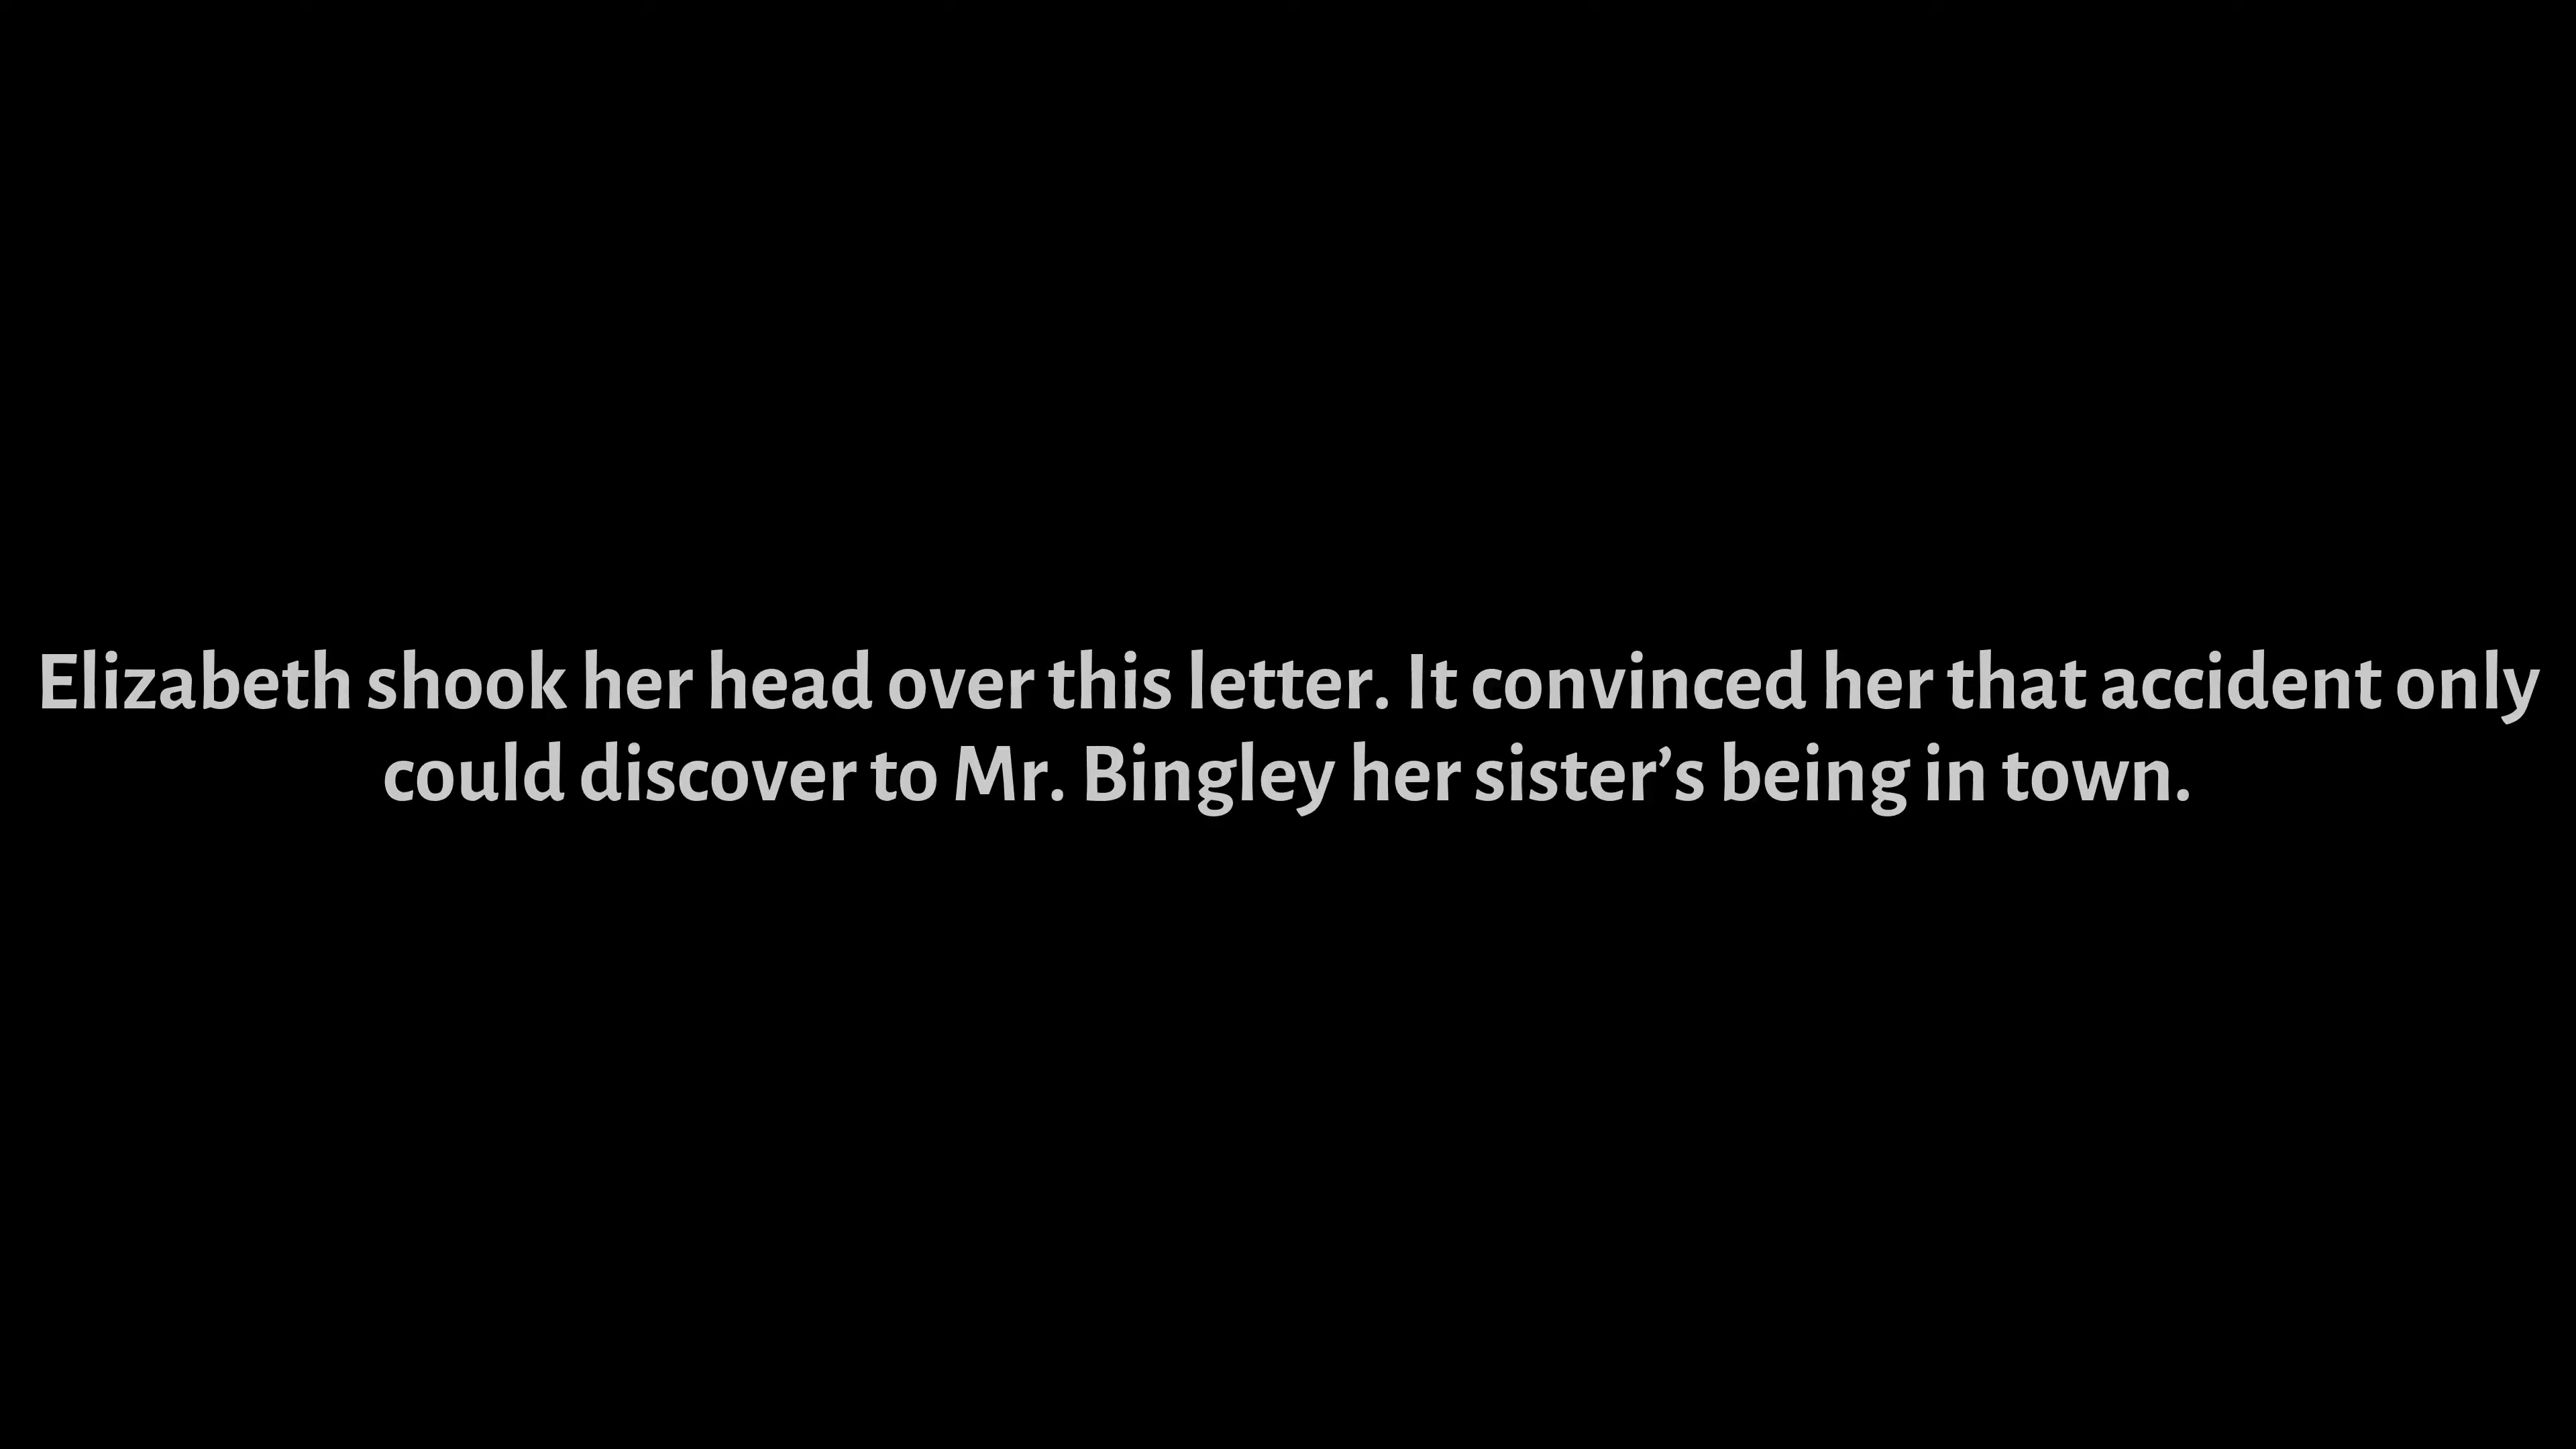 Elizabeth shook her head over this letter. It convinced her that accident only
could discover to Mr. Bingley her sister’s being in town.